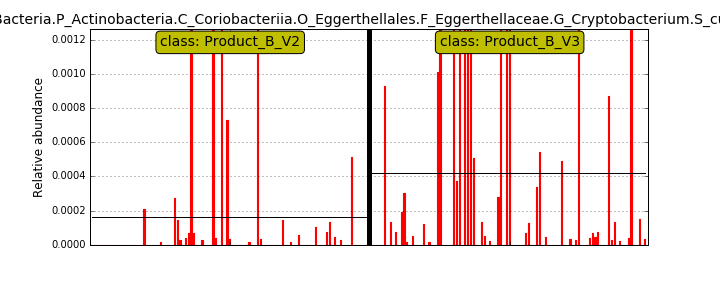 Bacteria.P_Actinobacteria.C_Coriobacteriia.O_Eggerthellales.F_Eggerthellaceae.G_Cryptobacterium.S_cu
class: Product_B_V2
class: Product_B_V3
Relative abundance
0.0012
0.0010
0.0008
0.0006
0.0004
0.0002
0.0000